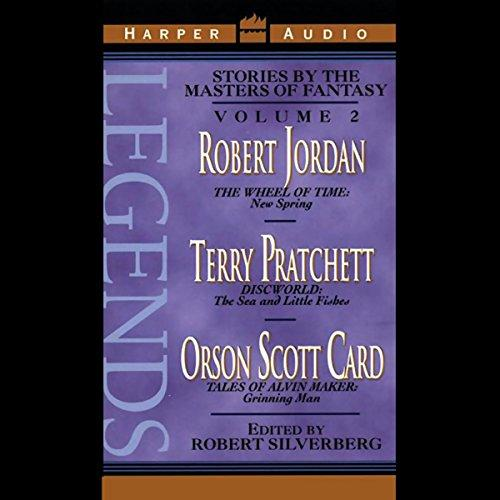 HARPER AUDIO
LEGENDS
STORIES BY THE
MASTERS OF FANTASY
VOLUME 2
ROBERT JORDAN
THE WHEEL OF TIME:
New Spring
TERRY PRATCHETT
DISCWORLD:
The Sea and Little Fishes
ORSON SCOTT CARD
TALES OF ALVIN MAKER:
Grinning Man
EDITED BY
ROBERT SILVERBERG